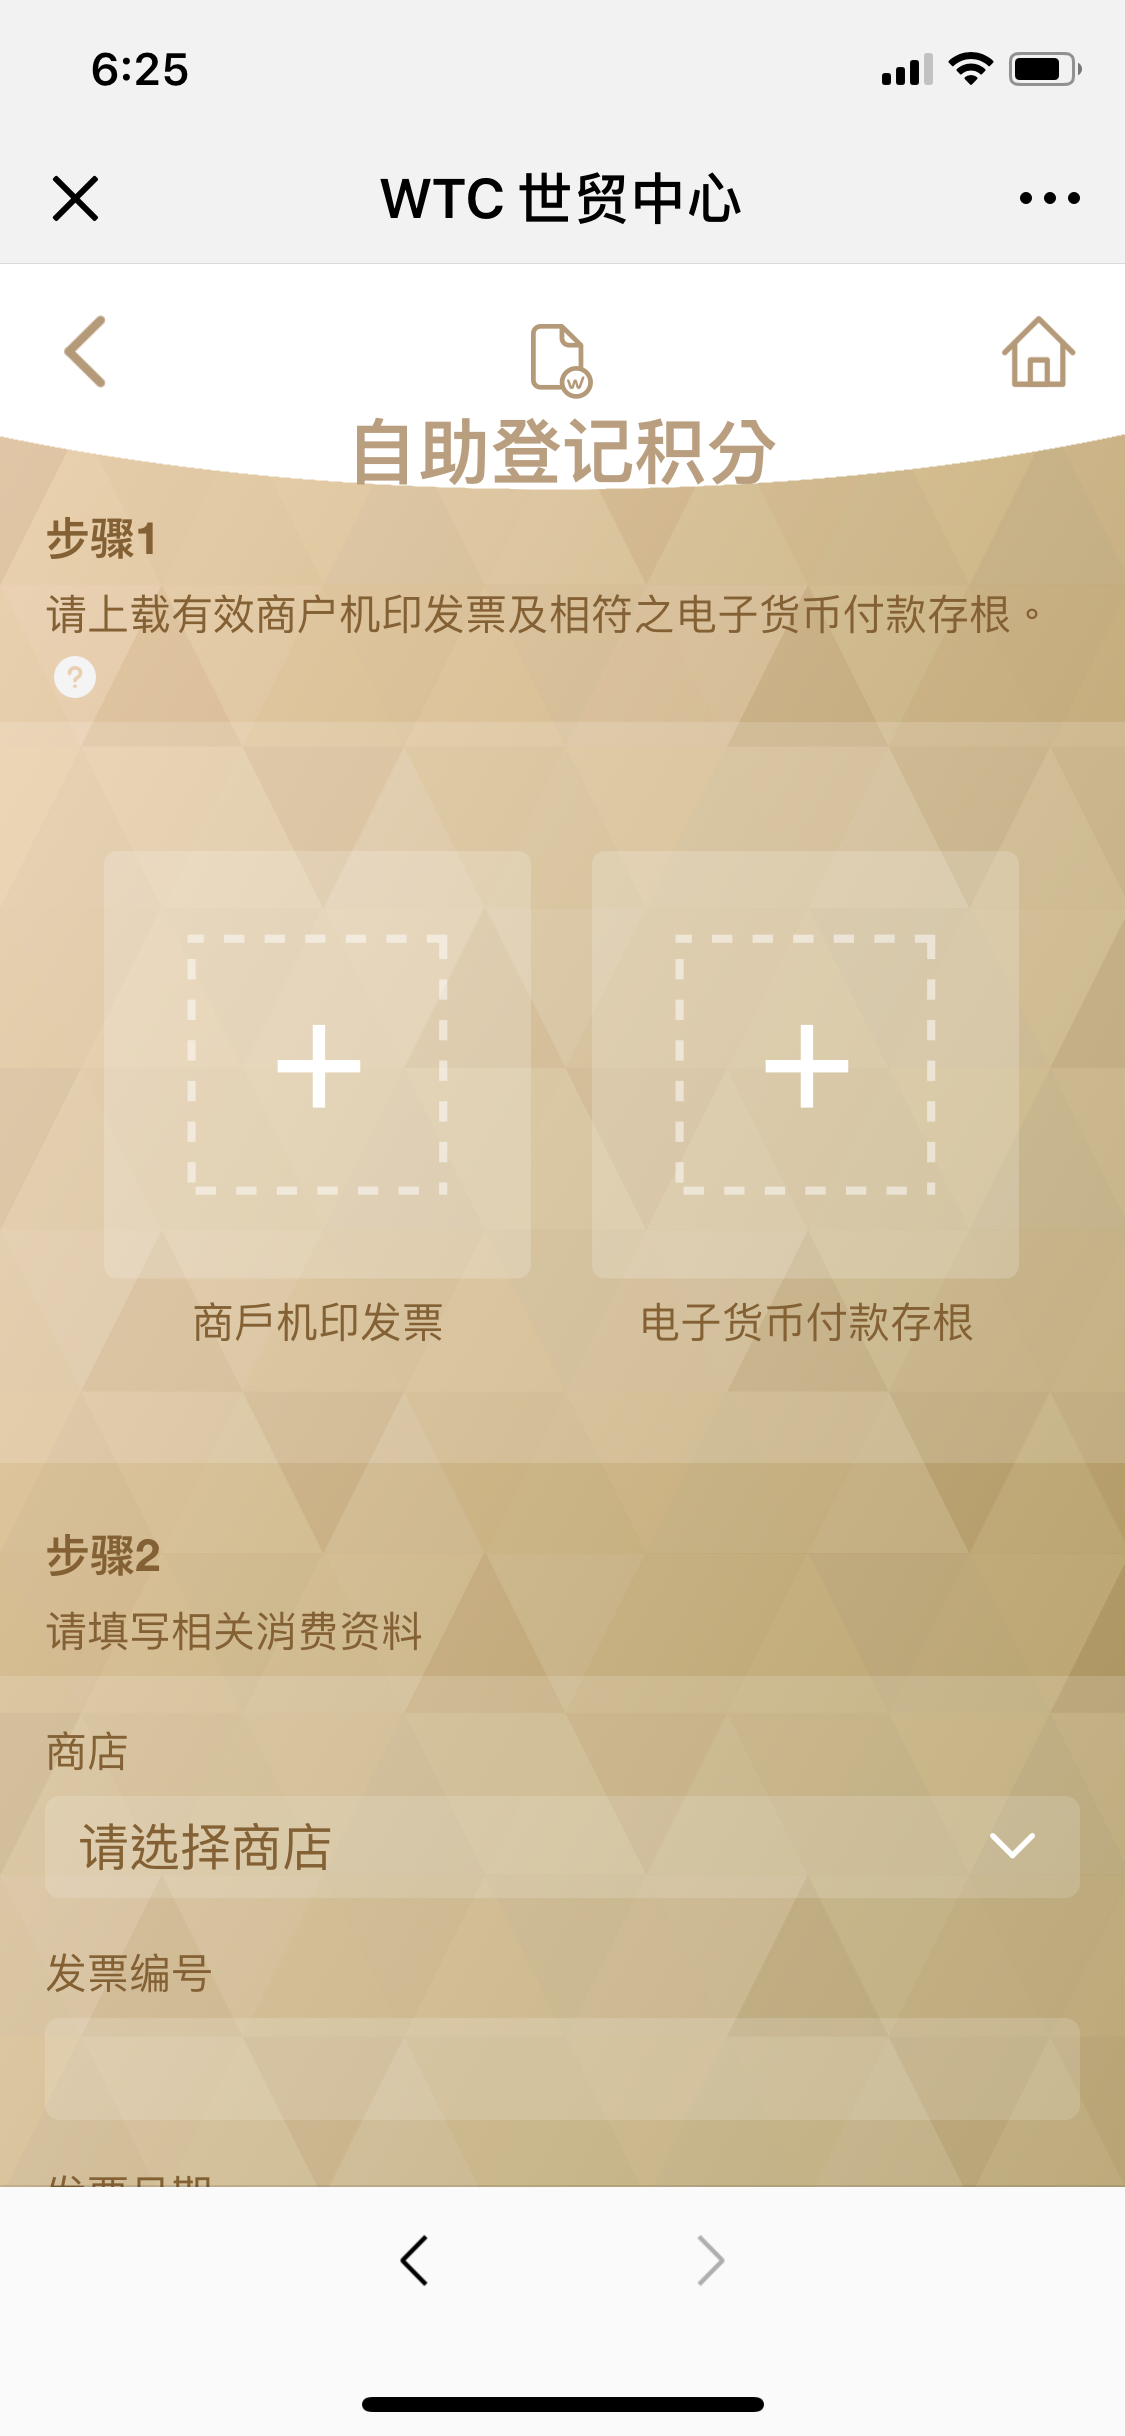 6:25
WTC 世贸中心
自助登记积分
步骤1
请上载有效商户机印发票及相符之电子货币付款存根。
?
商戶机印发票
电子货币付款存根
步骤2
请填写相关消费资料
商店
请选择商店
发票编号
发票日期